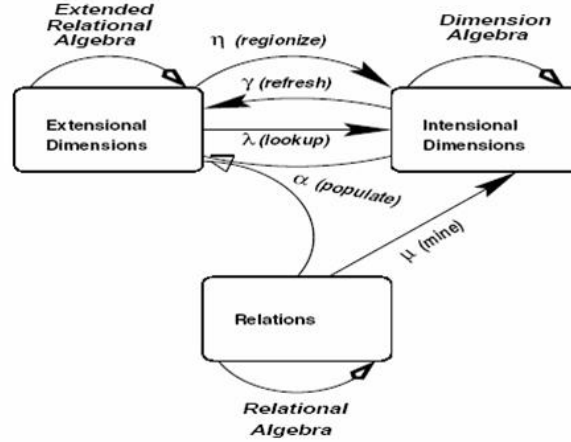 Extended
Relational
Algebra
Dimension
Algebra
η (regionize)
γ (refresh)
Extensional
Dimensions
Intensional
Dimensions
λ (lookup)
α (populate)
μ (mine)
Relations
Relational
Algebra